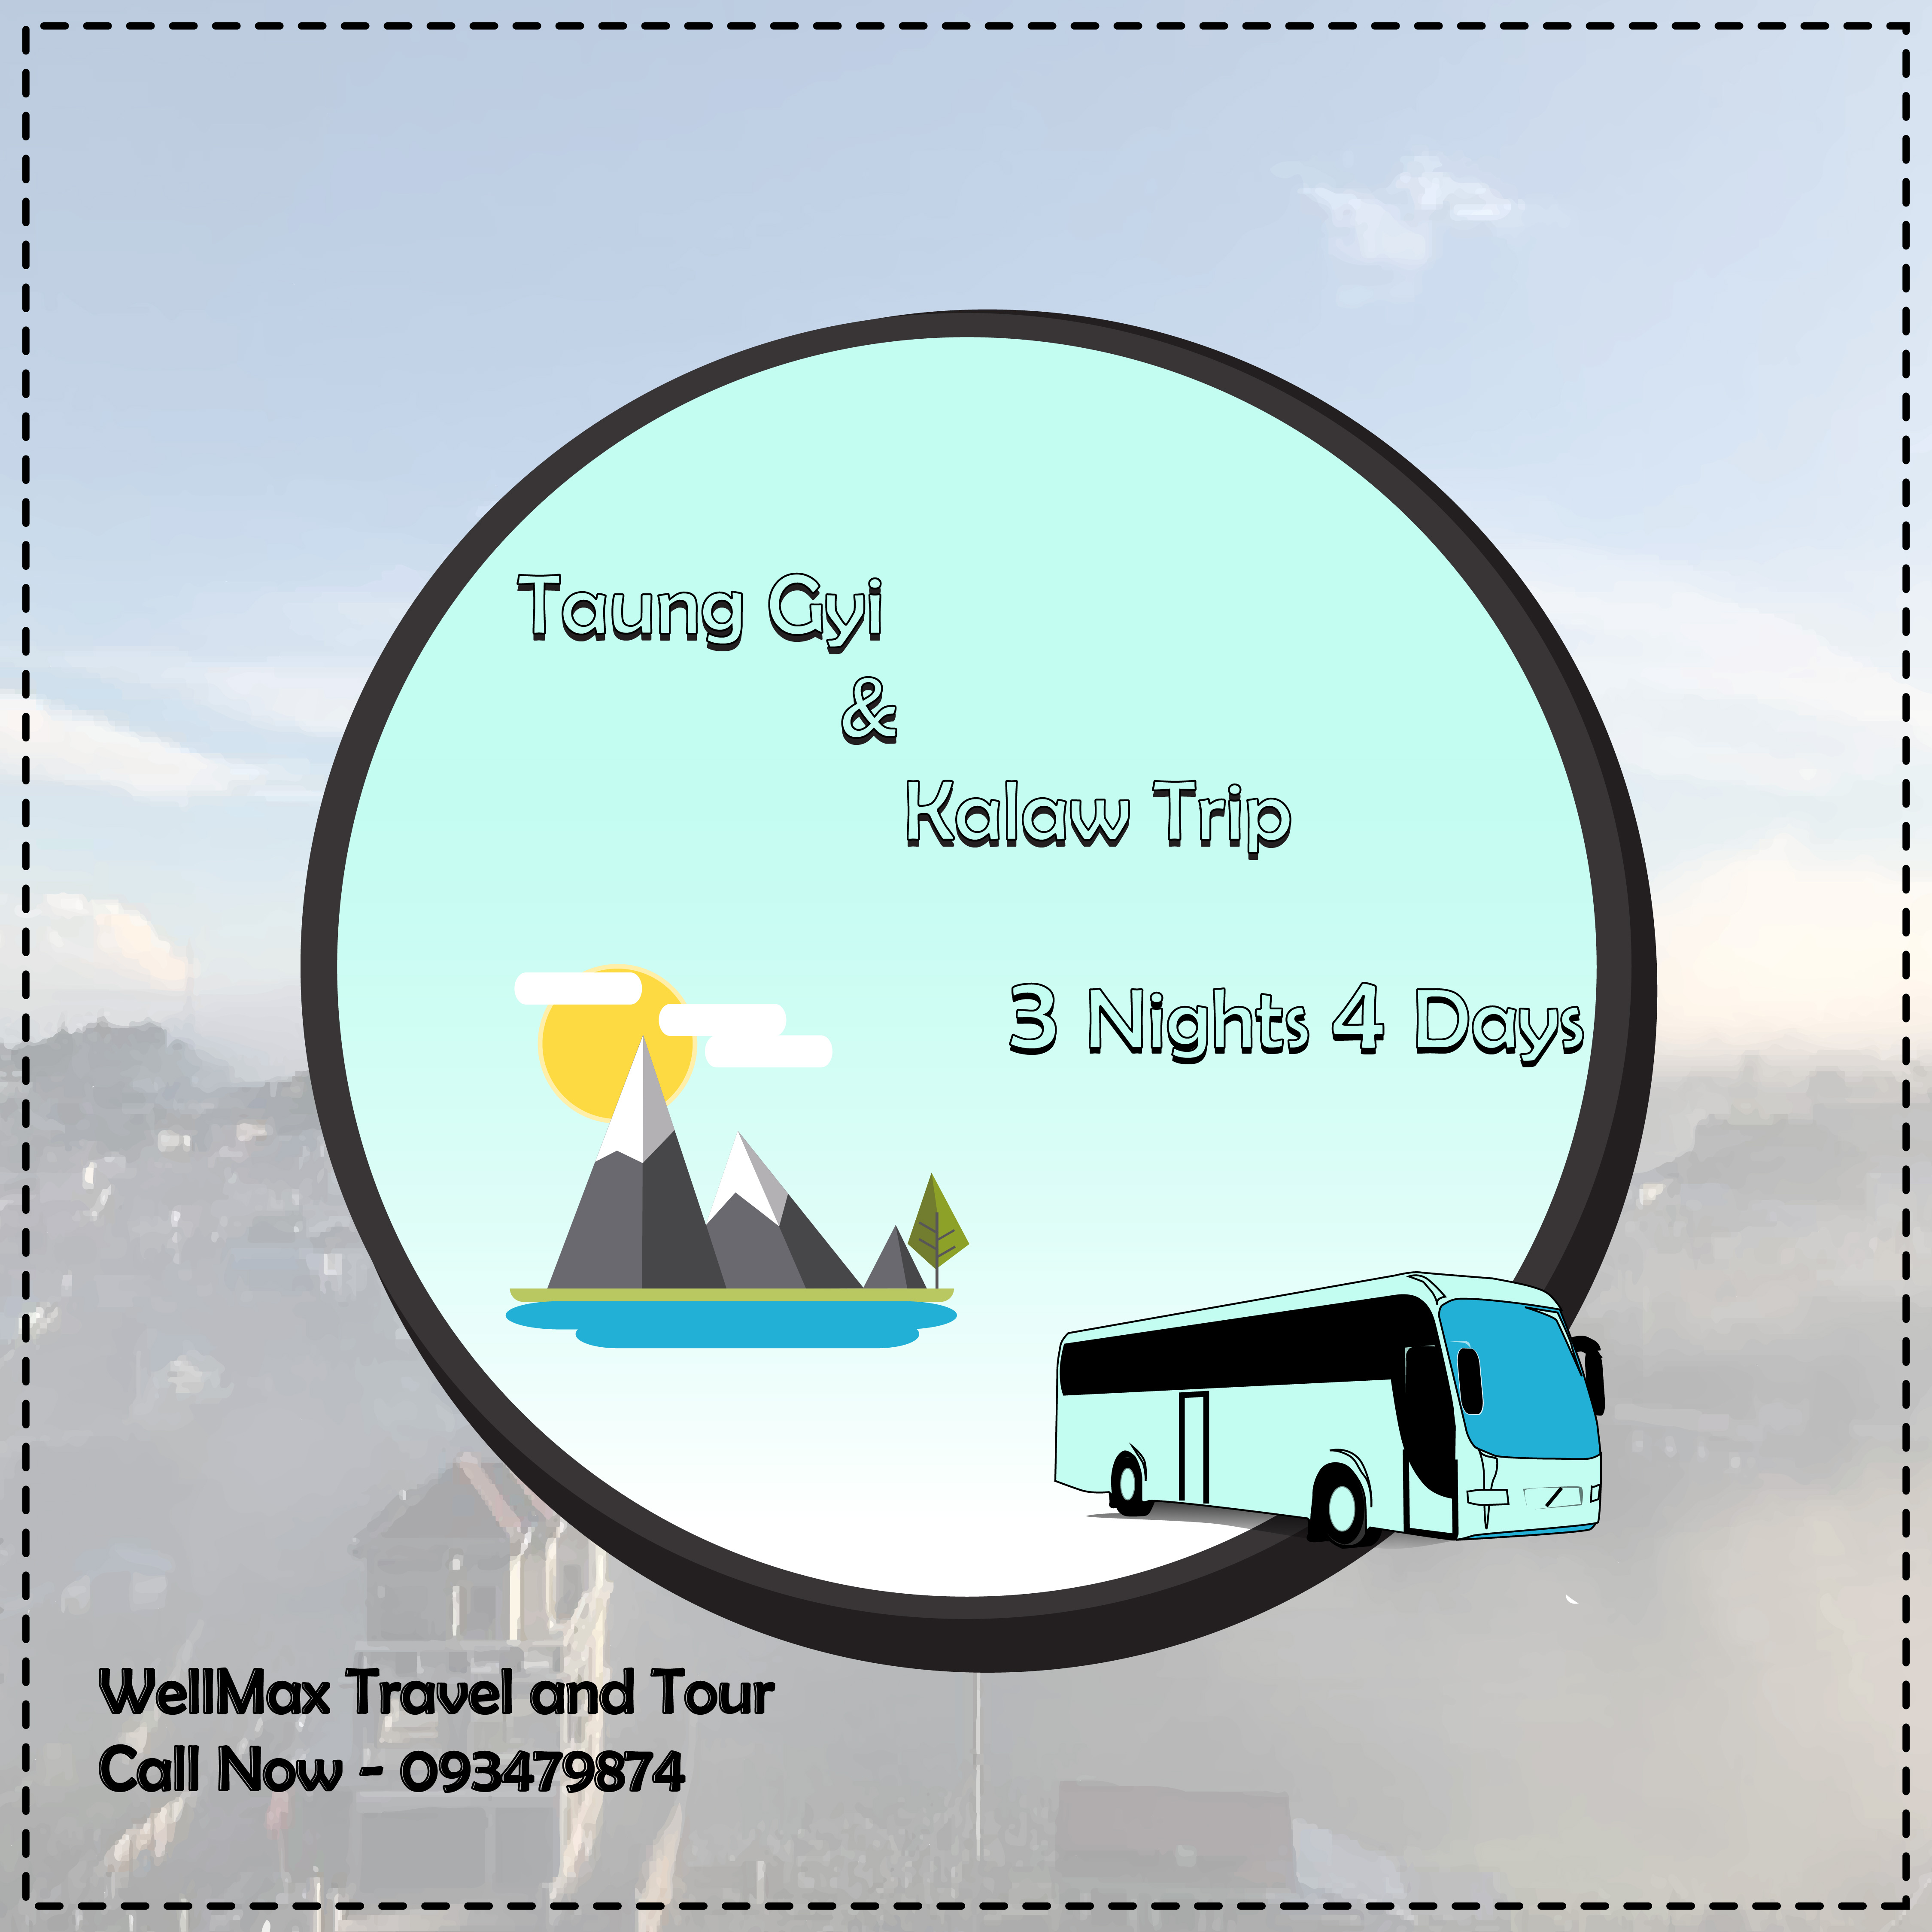 Taung Gyi
&
Kalaw Trip
3 Nights 4 Days
WellMax Travel and Tour
Call Now - 093479874